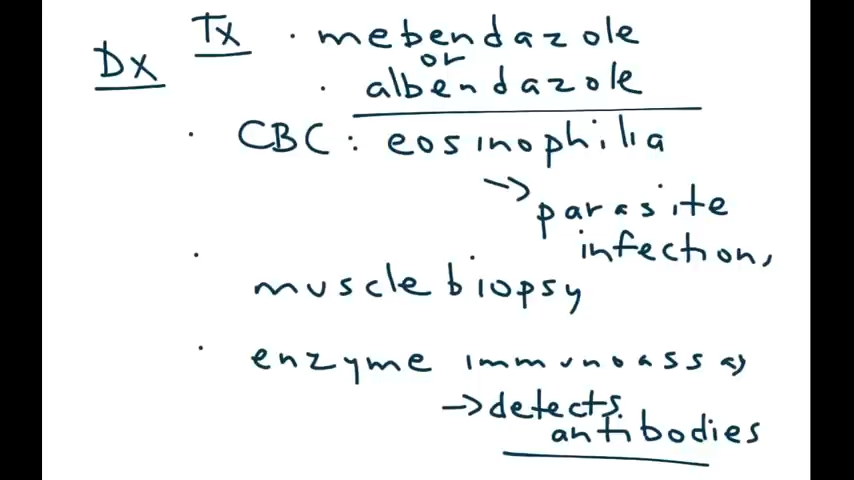 Tx · mebendazole
or
Dx
· albendazole
· CBC: eosinophilia
→ parasite
infection,
· muscle biopsy
· enzyme immunoassay
→ detects
antibodies